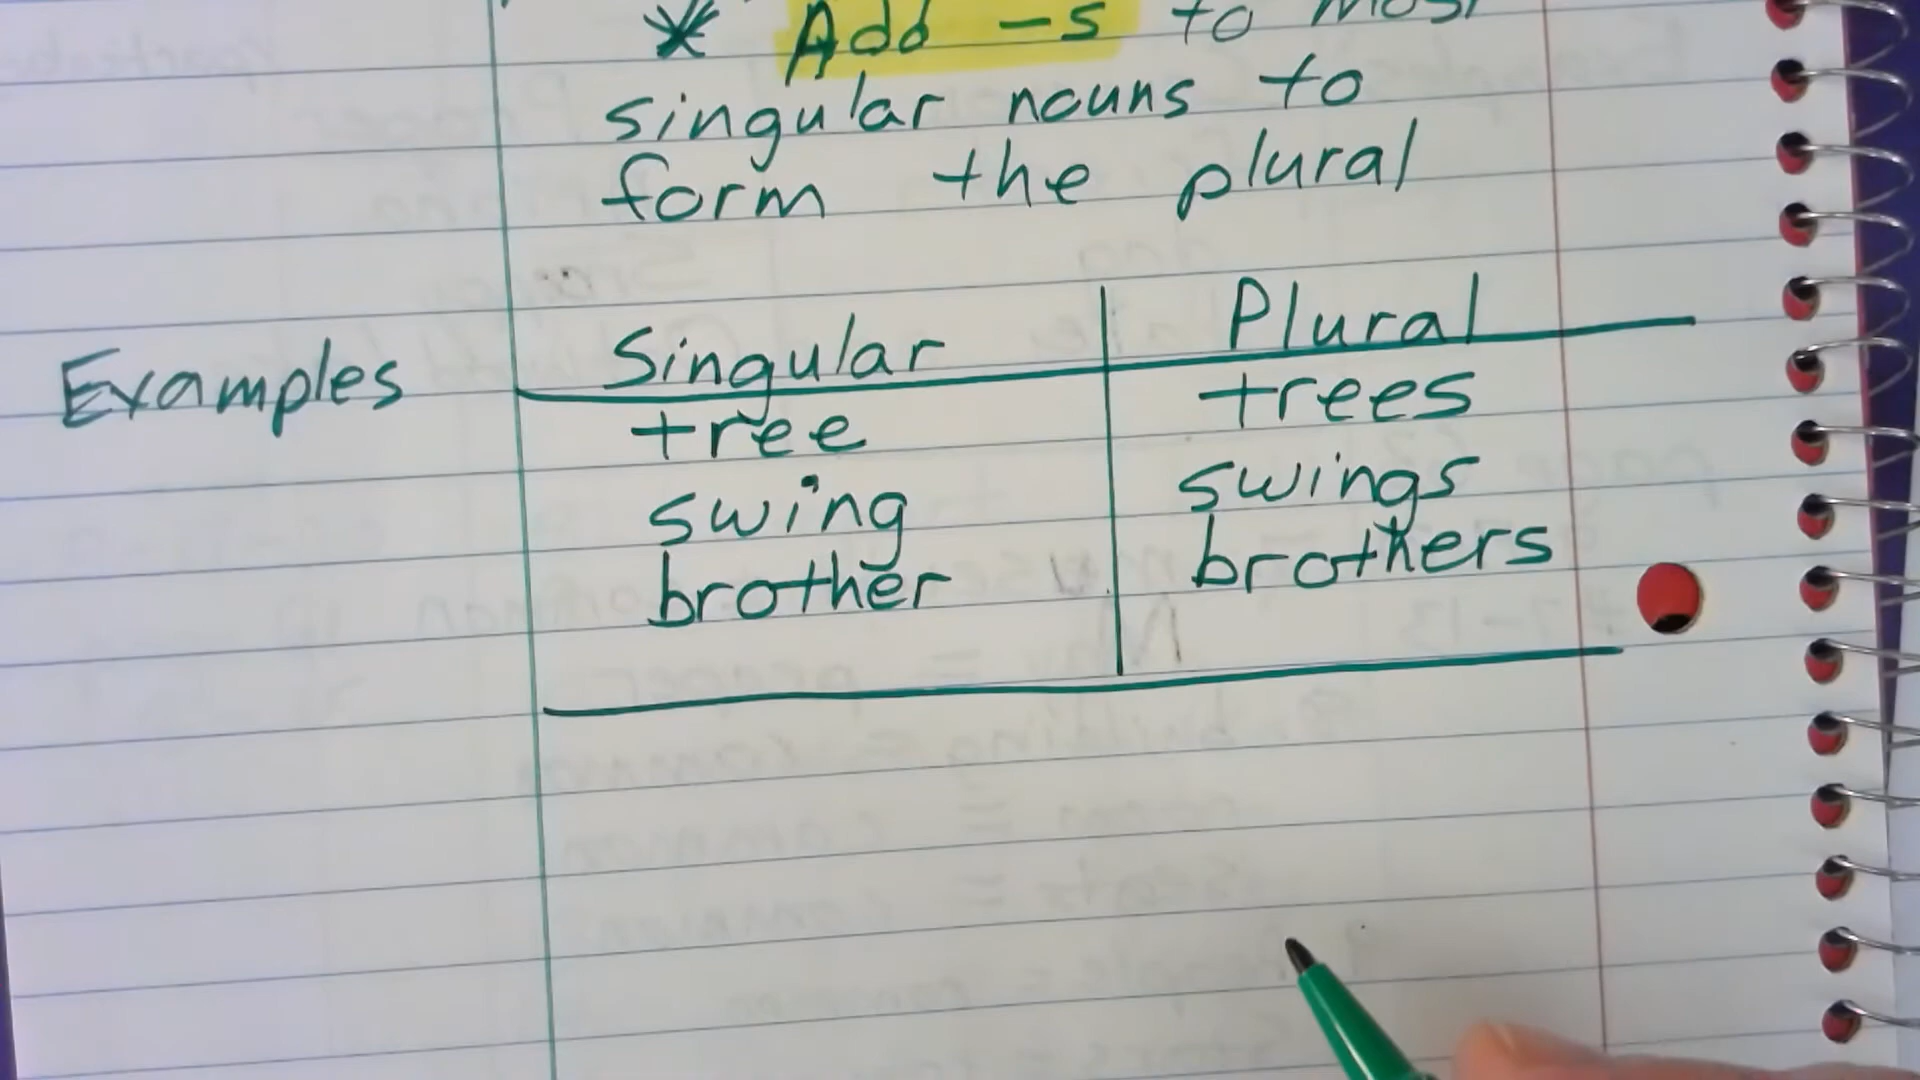 * Add -s to most
singular nouns to
form the plural
Examples
Singular Plural
tree trees
swing swings
brother brothers